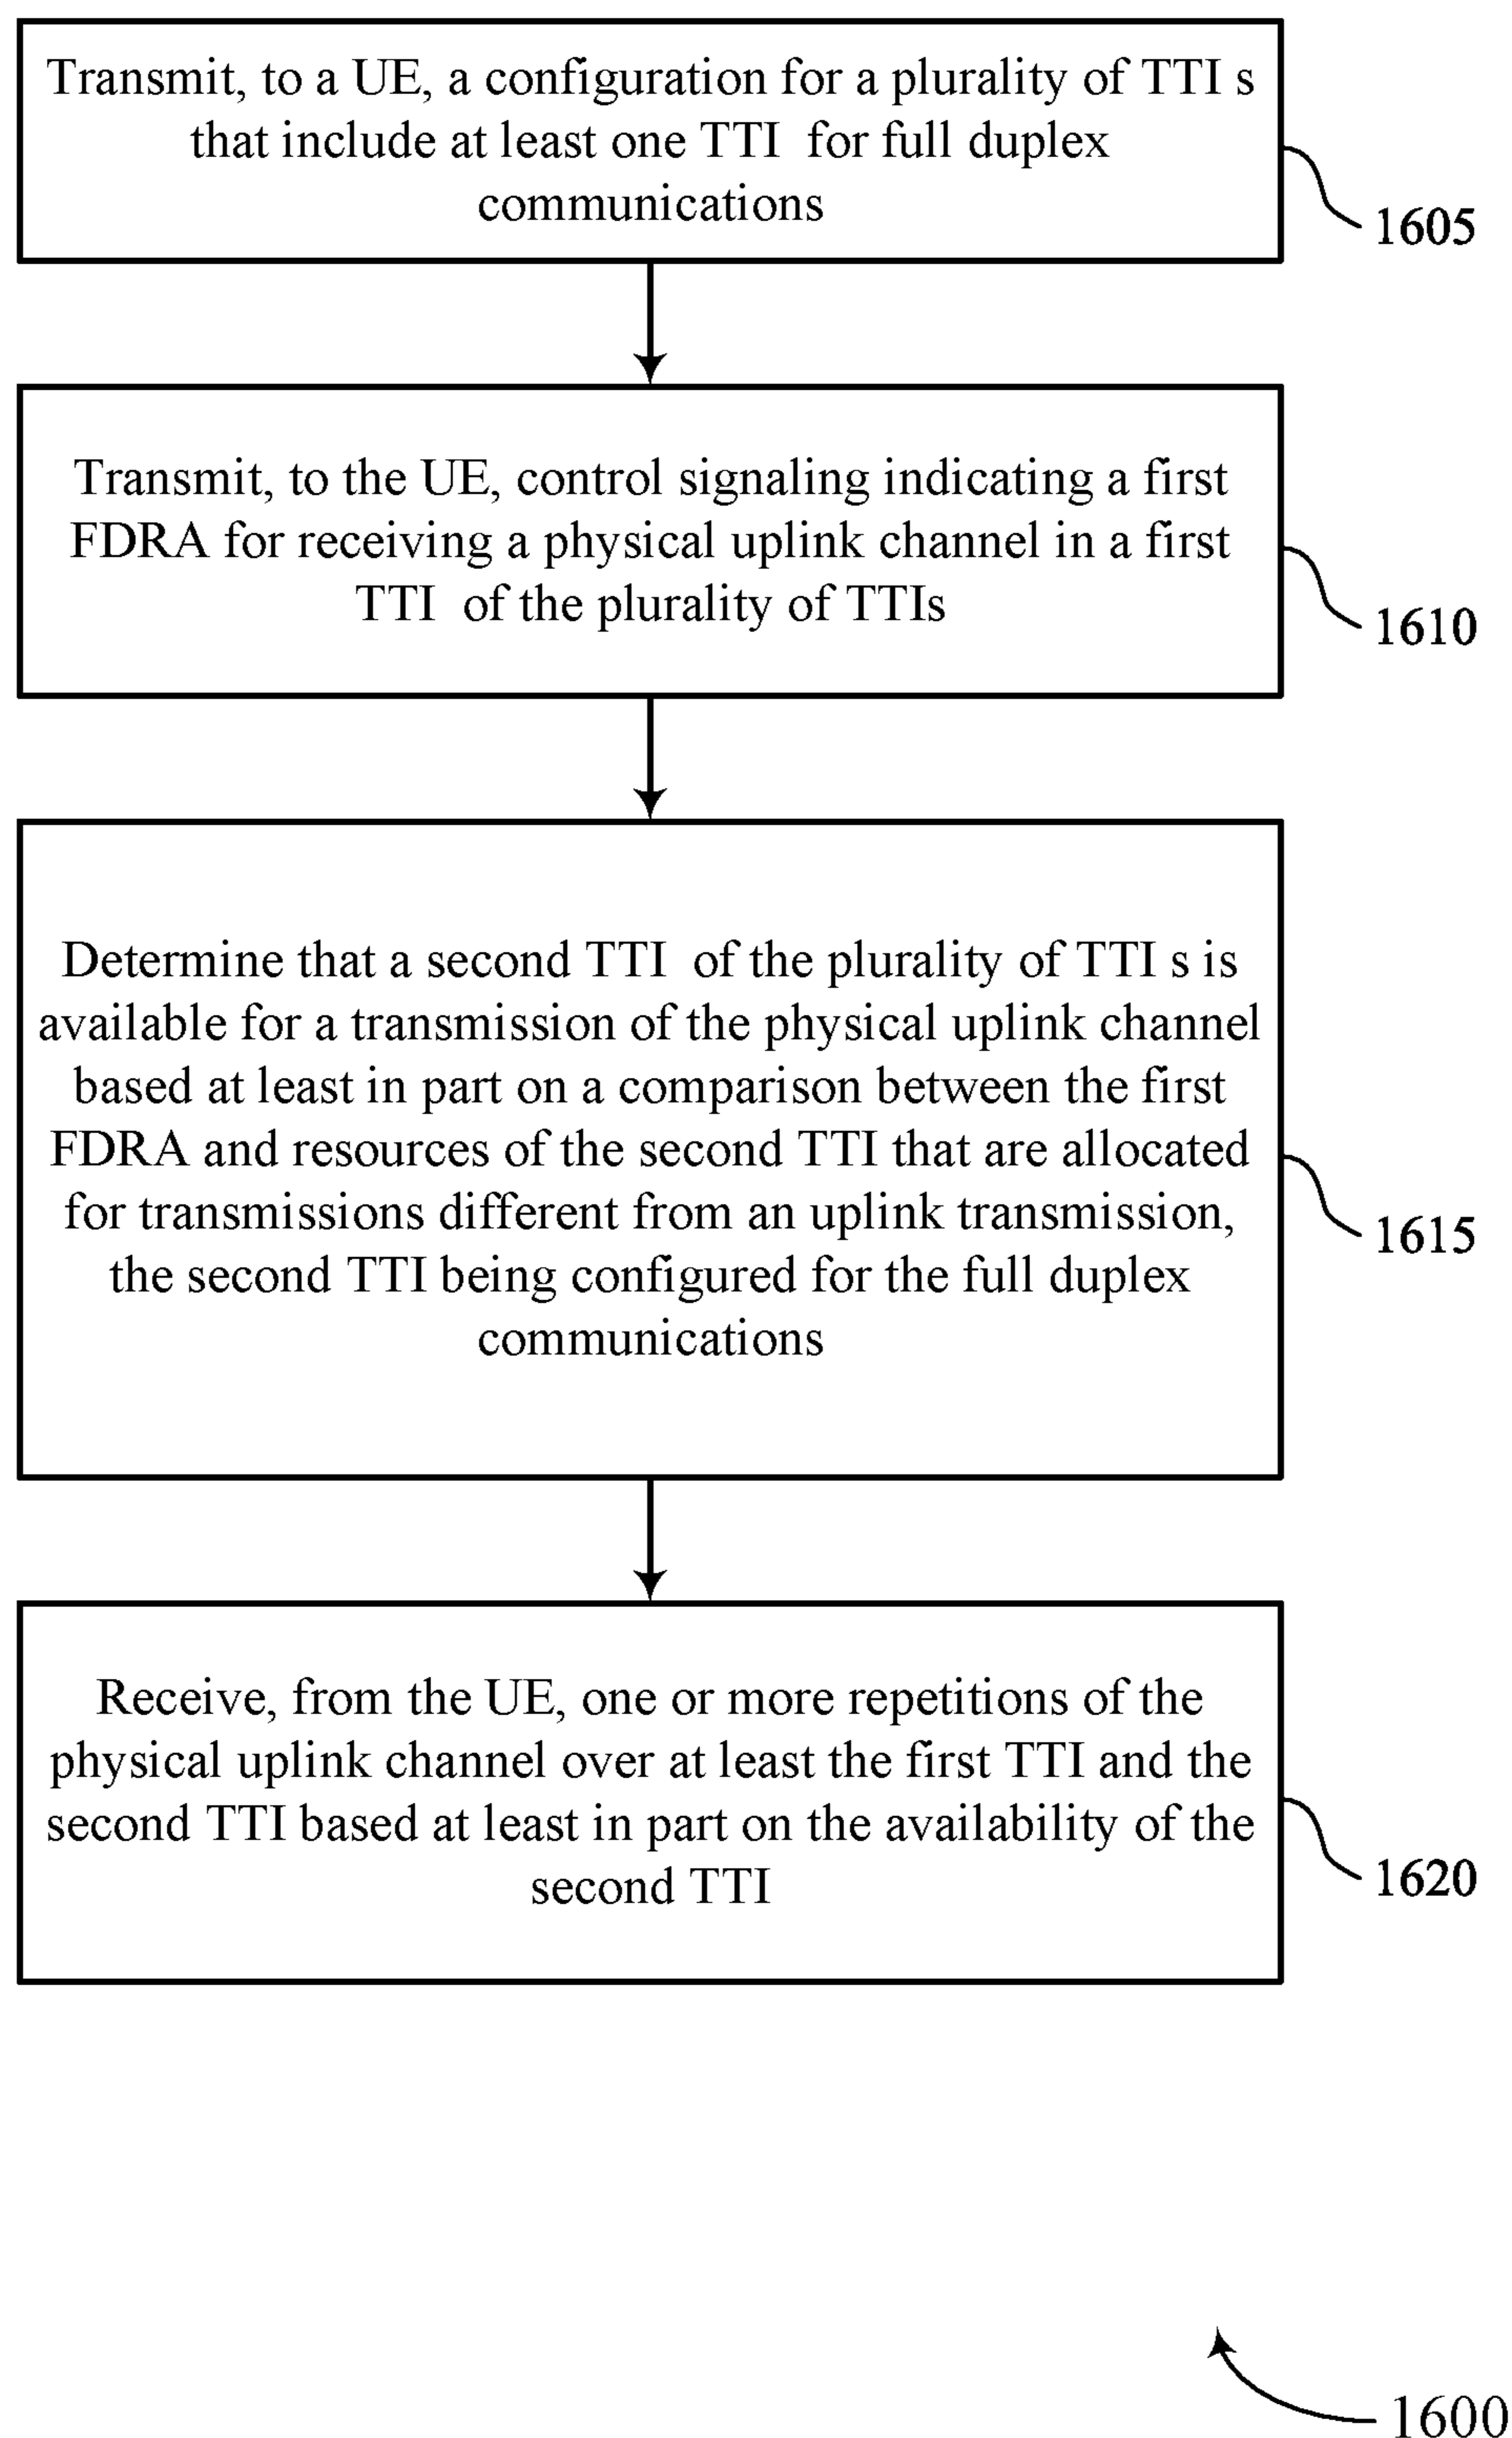 Transmit, to a UE, a configuration for a plurality of TTI s
that include at least one TTI for full duplex
communications
1605
Transmit, to the UE, control signaling indicating a first
FDRA for receiving a physical uplink channel in a first
TTI of the plurality of TTIs
1610
Determine that a second TTI of the plurality of TTI s is
available for a transmission of the physical uplink channel
based at least in part on a comparison between the first
FDRA and resources of the second TTI that are allocated
for transmissions different from an uplink transmission,
the second TTI being configured for the full duplex
communications
1615
Receive, from the UE, one or more repetitions of the
physical uplink channel over at least the first TTI and the
second TTI based at least in part on the availability of the
second TTI
1620
1600